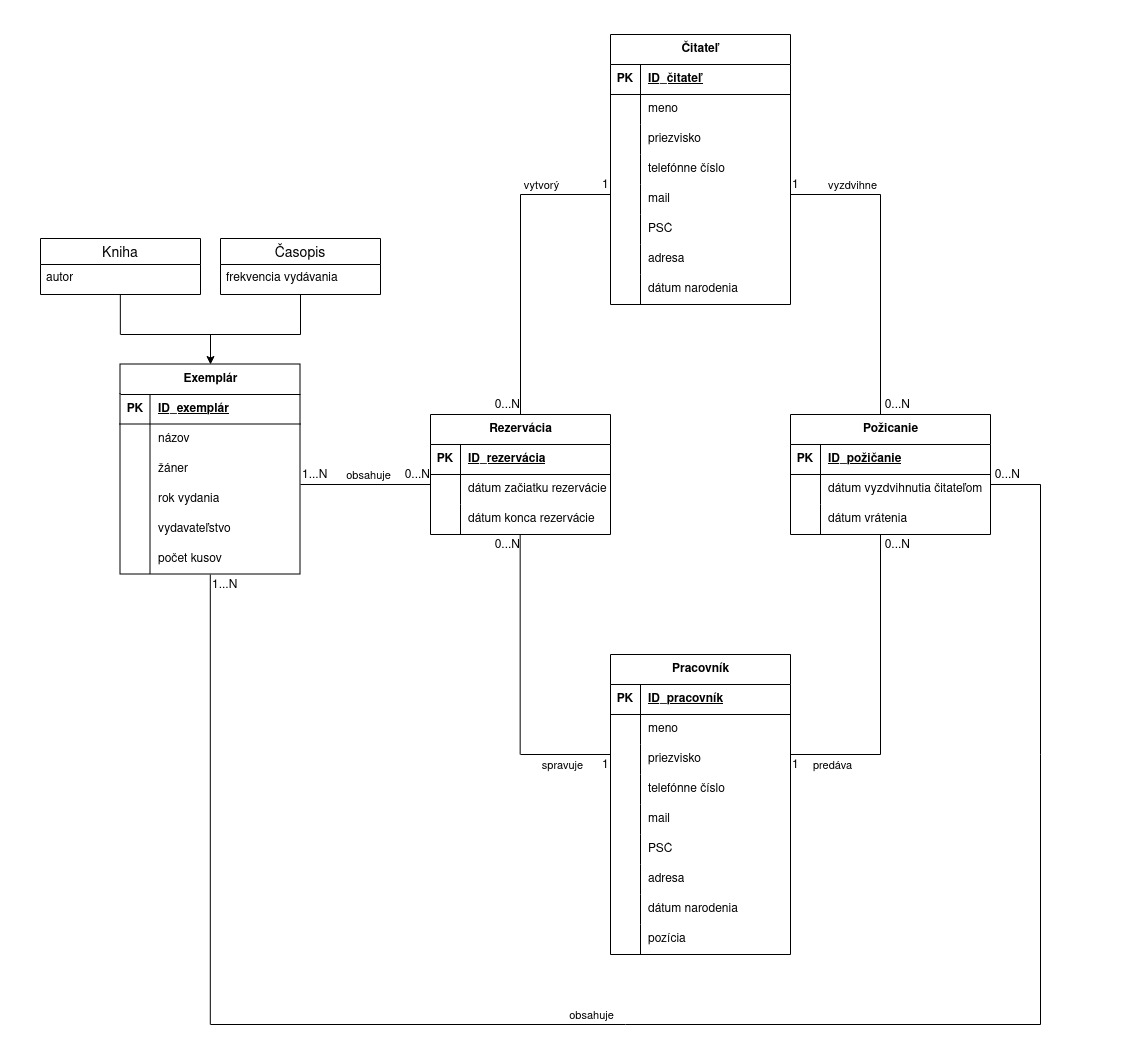 Čitateľ
PK ID_čitateľ
meno
priezvisko
telefónne číslo
mail
PSČ
adresa
dátum narodenia
vytvorý
1
1
vyzdvihne
Kniha
autor
Časopis
frekvencia vydávania
Exemplár
PK ID_exemplár
názov
žáner
rok vydania
vydavateľstvo
počet kusov
1...N
obsahuje
0...N
0...N
Rezervácia
PK ID_rezervácia
dátum začiatku rezervácie
dátum konca rezervácie
0...N
0...N
Požicanie
PK ID_požičanie
dátum vyzdvihnutia čitateľom
dátum vrátenia
0...N
0...N
1...N
Pracovník
PK ID_pracovník
meno
priezvisko
telefónne číslo
mail
PSČ
adresa
dátum narodenia
pozícia
spravuje
1
1
predáva
obsahuje